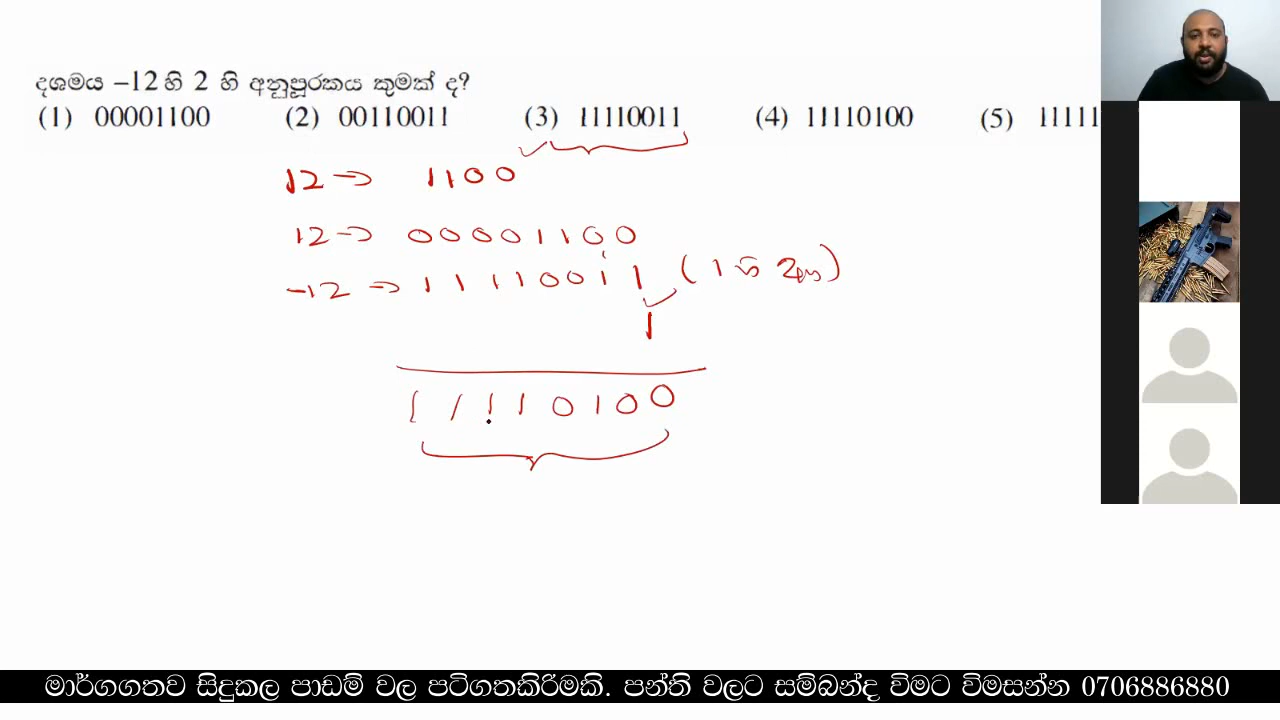 දශමය –12 හි 2 හි අනුපූරකය කුමක් ද?
(1) 00001100 (2) 00110011 (3) 11110011 (4) 11110100 (5) 11111
12 → 1100
12 → 00001100
-12 → 11110011 (1 හි
1
11110100
මාර්ගගතව සිදුකල පාඩම් වල පටිගතකිරිමකි. පන්ති වලට සම්බන්ද විමට විමසන්න 0706886880